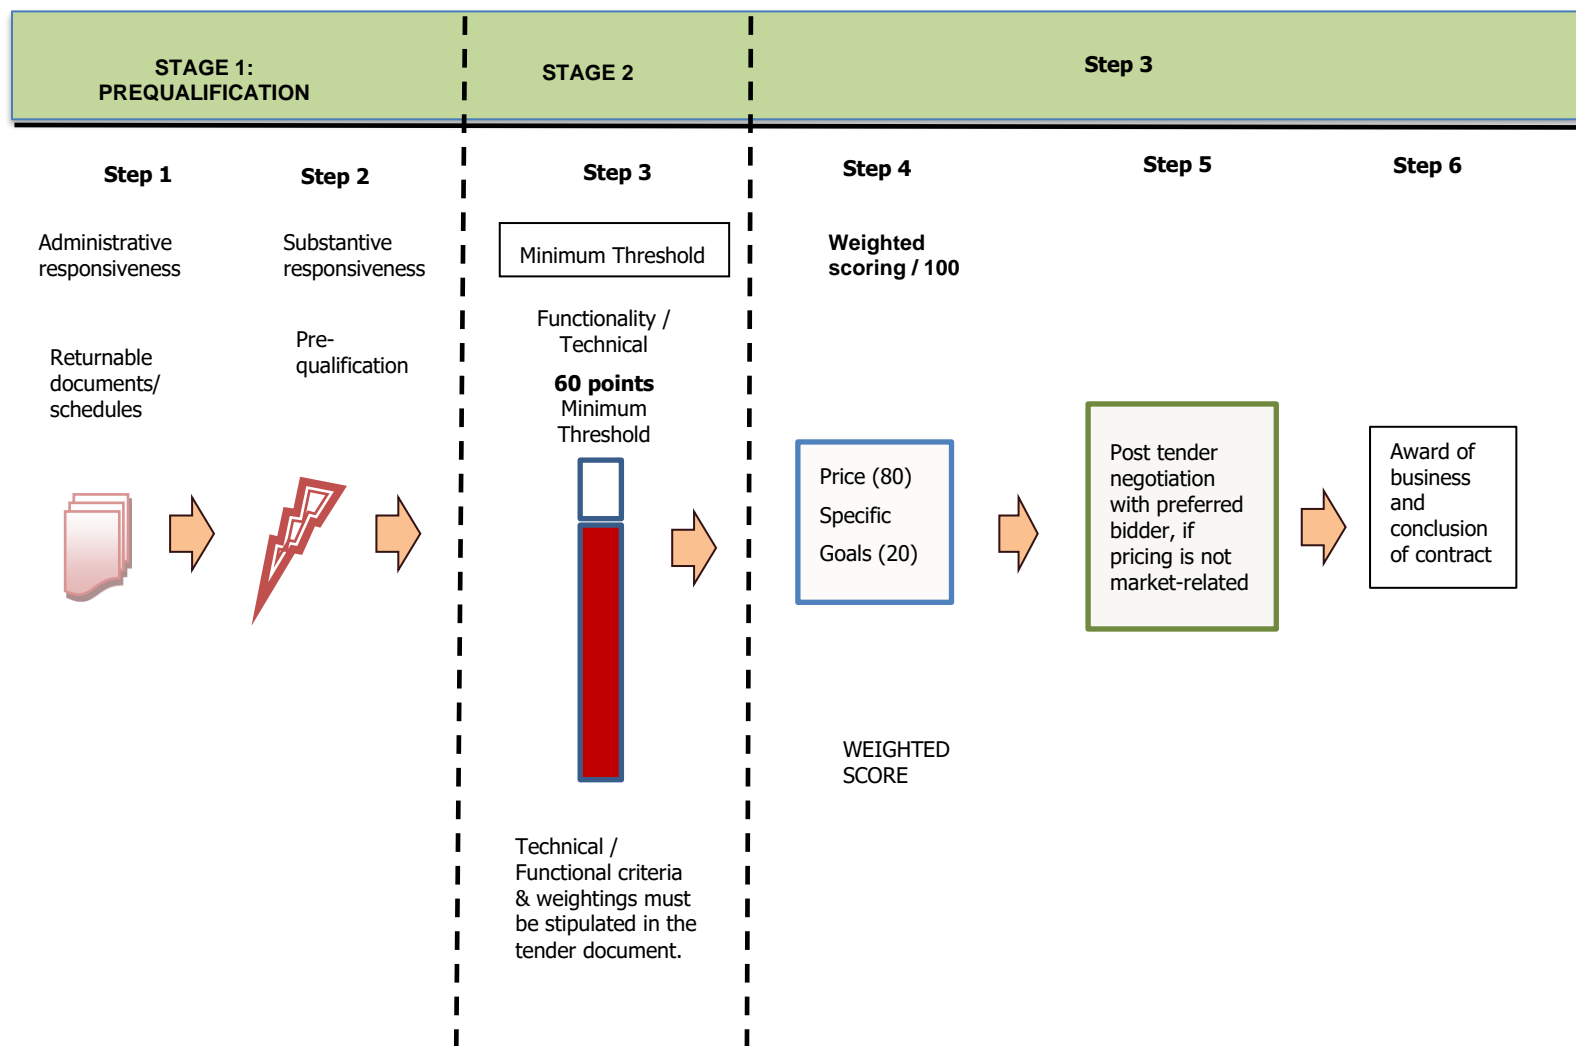 STAGE 1:
PREQUALIFICATION
STAGE 2
Step 3
Step 1
Step 2
Step 3
Step 4
Step 5
Step 6
Administrative
responsiveness
Returnable
documents/
schedules
Substantive
responsiveness
Pre-
qualification
Minimum Threshold
Functionality /
Technical
60 points
Minimum
Threshold
Technical /
Functional criteria
& weightings must
be stipulated in the
tender document.
Weighted
scoring / 100
Price (80)
Specific
Goals (20)
WEIGHTED
SCORE
Post tender
negotiation
with preferred
bidder, if
pricing is not
market-related
Award of
business
and
conclusion
of contract